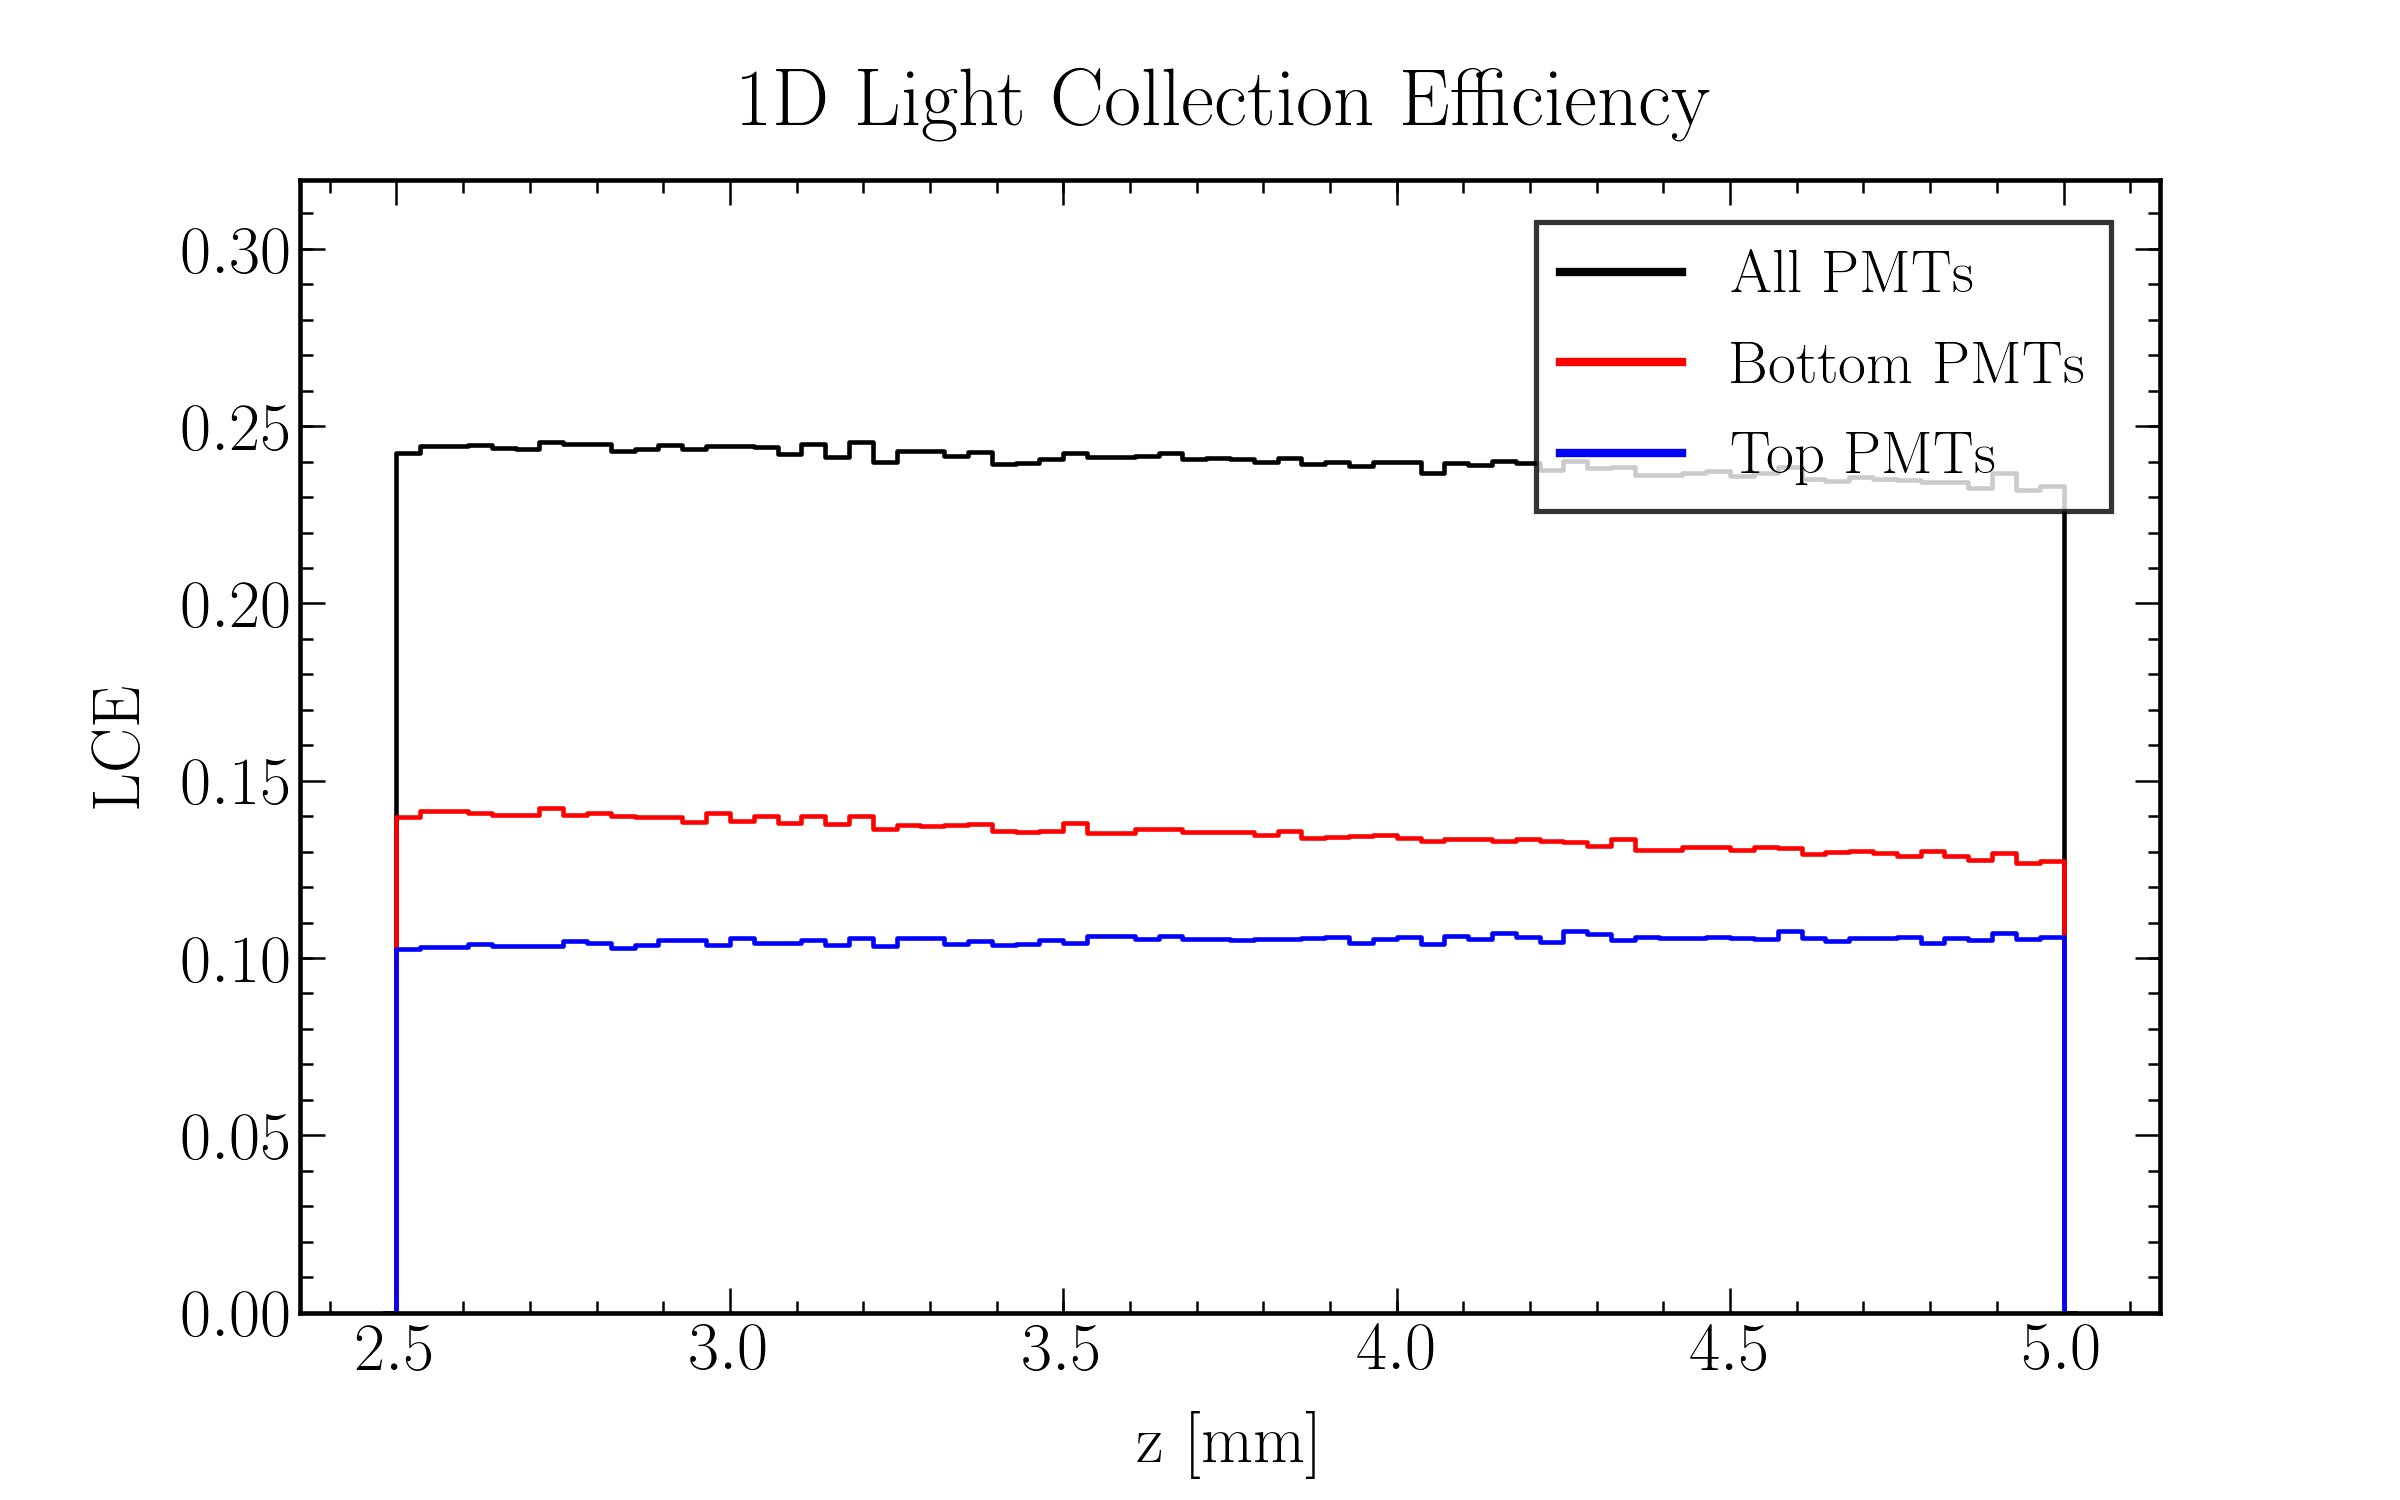 1D Light Collection Efficiency
0.30
0.25
0.20
0.15
0.10
0.05
0.00
LCE
All PMTs
Bottom PMTs
Top PMTs
2.5 3.0 3.5 4.0 4.5 5.0
z [mm]